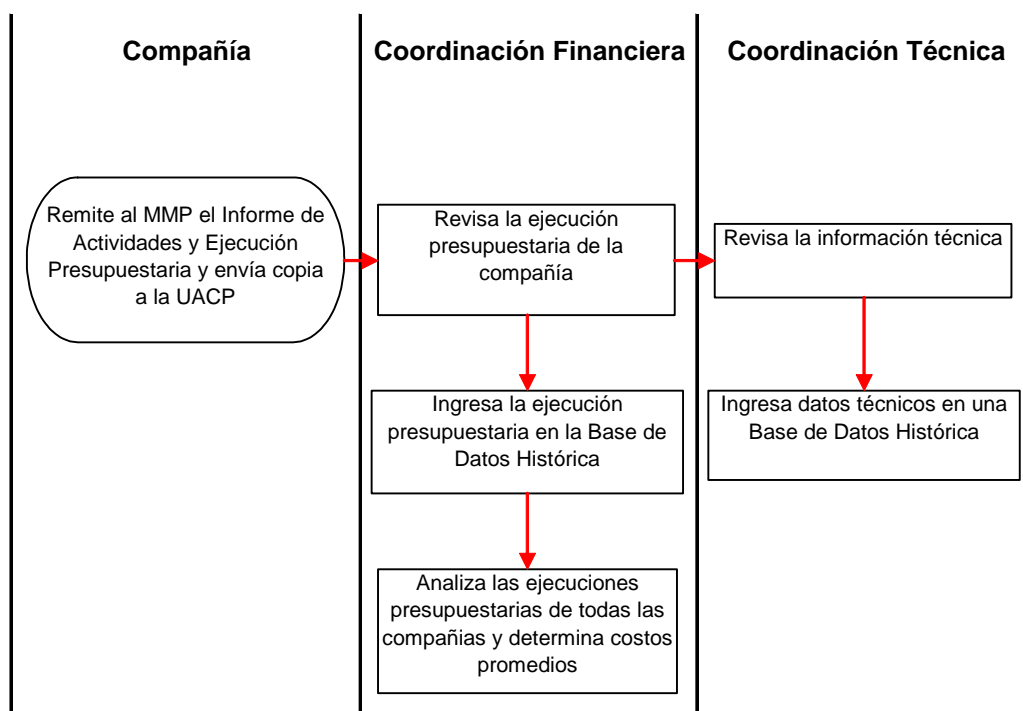 Compañía
Coordinación Financiera
Coordinación Técnica
Remite al MMP el Informe de
Actividades y Ejecución
Presupuestaria y envía copia
a la UACP
Revisa la ejecución
presupuestaria de la
compañía
Revisa la información técnica
Ingresa la ejecución
presupuestaria en la Base de
Datos Histórica
Ingresa datos técnicos en una
Base de Datos Histórica
Analiza las ejecuciones
presupuestarias de todas las
compañias y determina costos
promedios